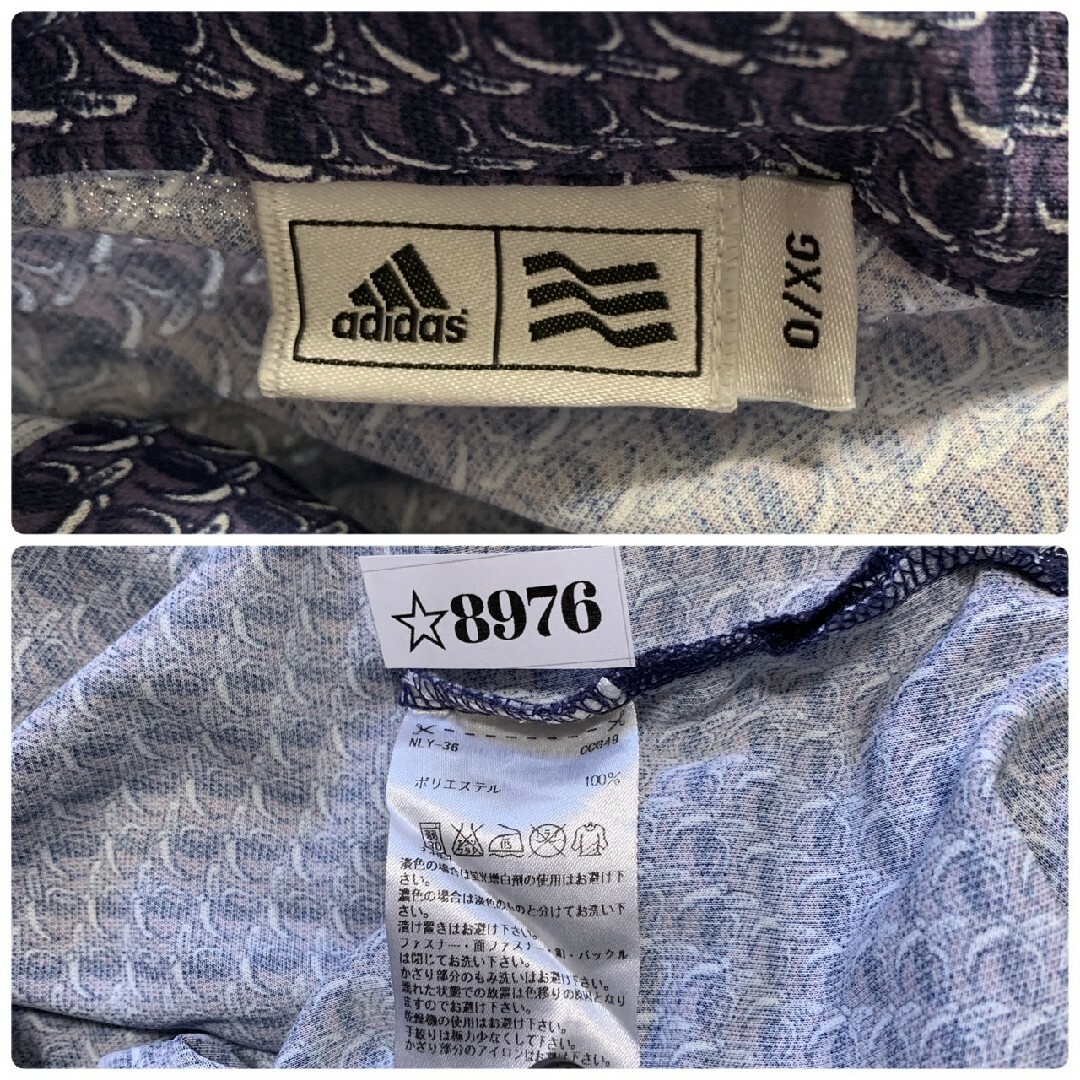 adidas
O/XG
☆8976
NLY-36
ポリエステル 100%
淡色の場合は蛍光増白剤の使用はお避け下
さい。
濃色の場合は淡色のものと分けてお洗い下
さい。
漬け置きはお避け下さい。
ファスナー・面ファスナー・釦・バックル
は閉じてお洗い下さい。
かざり部分のもみ洗いはお避け下さい。
濡れた状態での放置は色移りの原因となり
ますのでお避け下さい。
乾燥機の使用はお避け下さい。
手絞りは極力少なくして下さい。
かざり部分のアイロンはお避け下さい